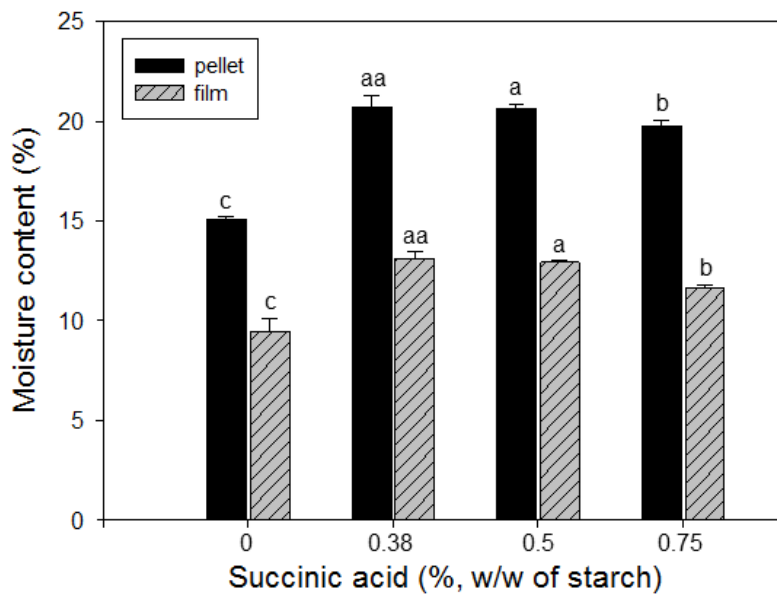 25
20
15
10
5
0
Moisture content (%)
pellet
film
c
c
aa
aa
a
a
b
b
0
0.38
0.5
0.75
Succinic acid (%, w/w of starch)